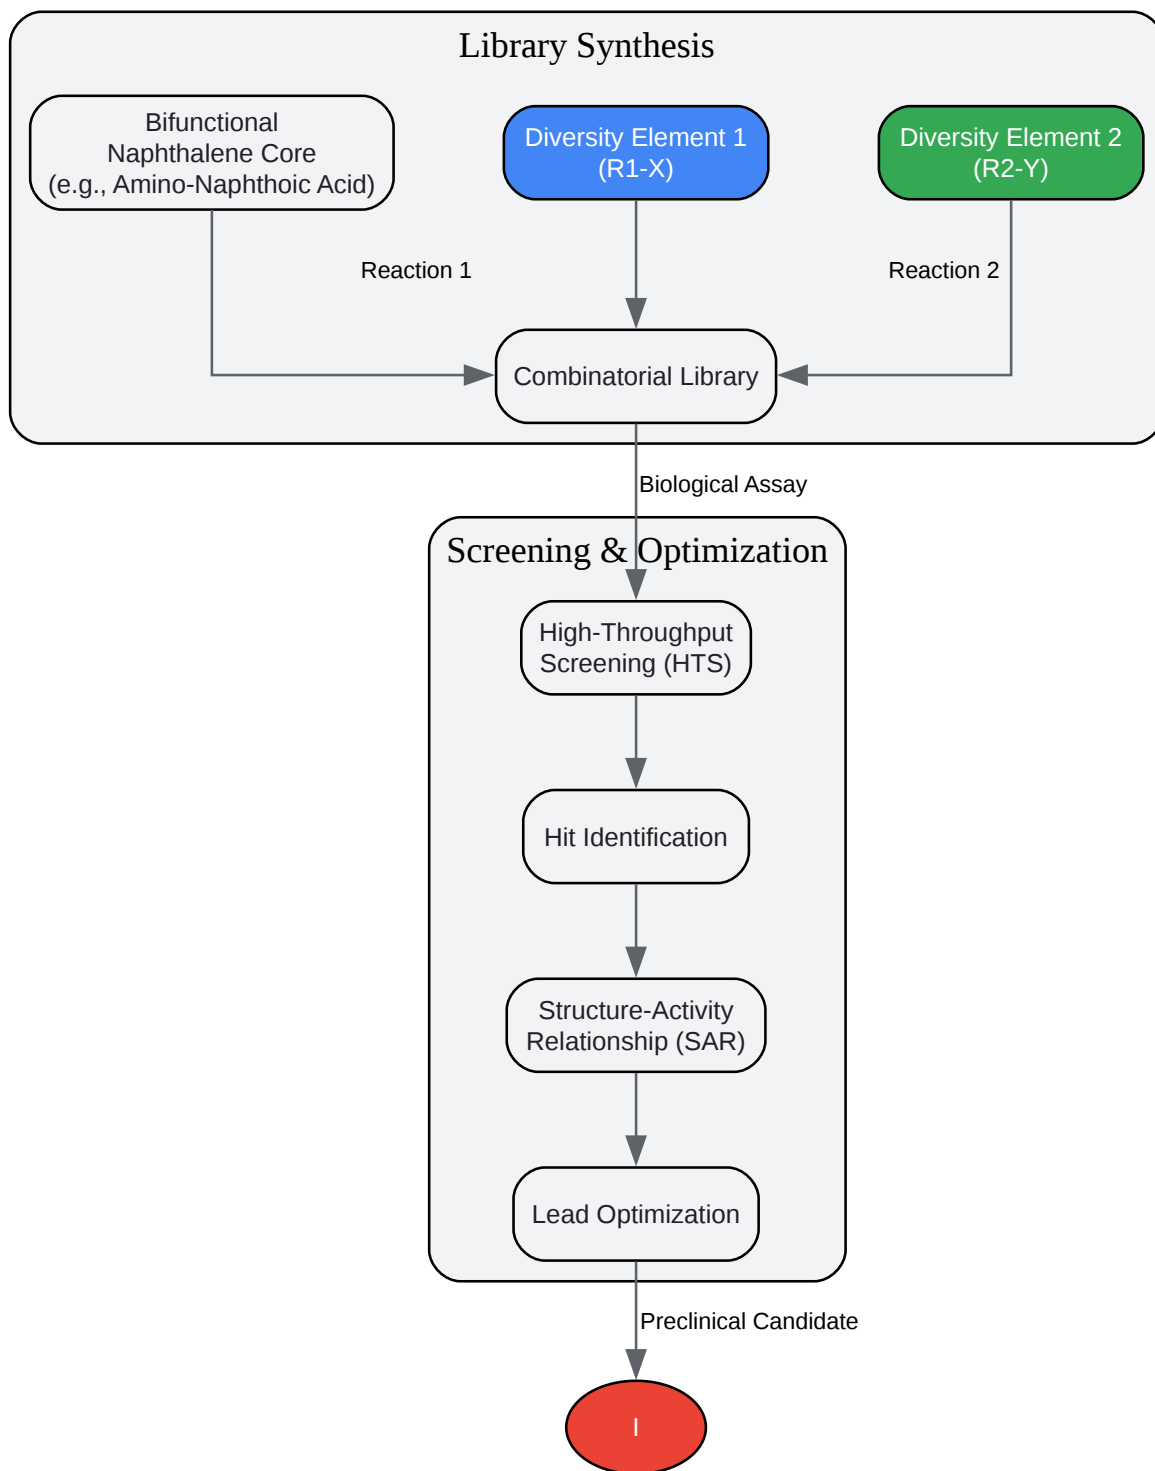 Library Synthesis
Bifunctional
Naphthalene Core
(e.g., Amino-Naphthoic Acid)
Diversity Element 1
(R1-X)
Diversity Element 2
(R2-Y)
Reaction 1
Reaction 2
Combinatorial Library
Biological Assay
Screening & Optimization
High-Throughput
Screening (HTS)
Hit Identification
Structure-Activity
Relationship (SAR)
Lead Optimization
Preclinical Candidate
I